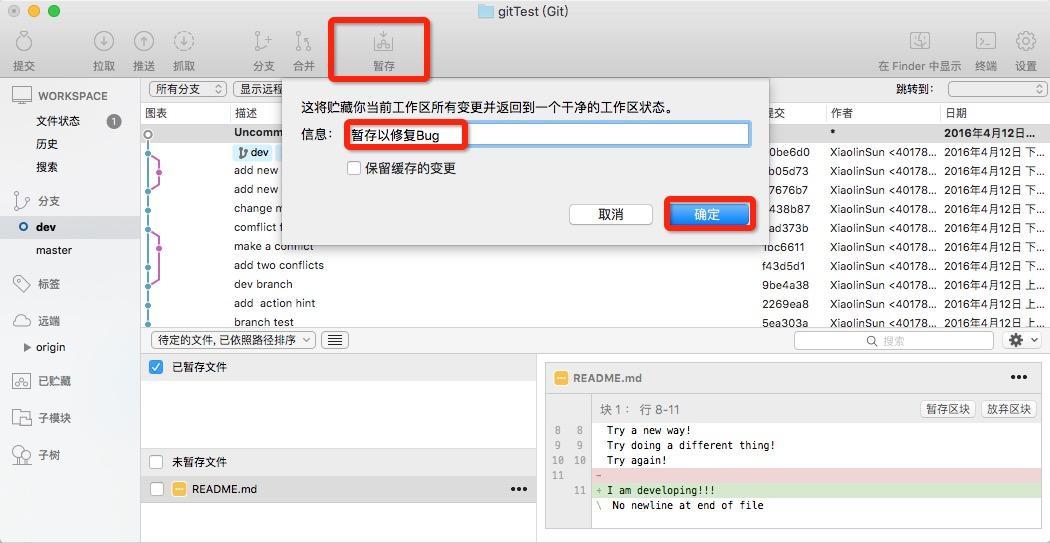 gitTest (Git)
提交 拉取 推送 抓取 分支 合并 暂存 在 Finder 中显示 终端 设置
WORKSPACE
文件状态 1
历史
搜索
分支
dev
master
标签
远端
origin
已贮藏
子模块
子树
所有分支 显示远程 跳转到:
图表 描述 提交 作者 日期
这将贮藏你当前工作区所有变更并返回到一个干净的工作区状态。
信息: 暂存以修复Bug
保留缓存的变更
取消 确定
Uncomm * 2016年4月12日...
dev 0be6d0 XiaolinSun <40178... 2016年4月12日 下...
add new b05d73 XiaolinSun <40178... 2016年4月12日 下...
add new 7676b7 XiaolinSun <40178... 2016年4月12日 下...
change m 438b87 XiaolinSun <40178... 2016年4月12日 下...
comflict f ad373b XiaolinSun <40178... 2016年4月12日 下...
make a conflict 1bc6611 XiaolinSun <40178... 2016年4月12日 下...
add two conflicts f43d5d1 XiaolinSun <40178... 2016年4月12日 下...
dev branch 9be4a38 XiaolinSun <40178... 2016年4月12日 上...
add action hint 2269ea8 XiaolinSun <40178... 2016年4月12日 上...
branch test 5ea303a XiaolinSun <40178... 2016年4月12日 上...
待定的文件, 已依照路径排序 搜索
已暂存文件
未暂存文件
README.md •••
README.md •••
块 1： 行 8-11 暂存区块 放弃区块
8 8 Try a new way!
9 9 Try doing a different thing!
10 10 Try again!
11 -
11 + I am developing!!!
\ No newline at end of file